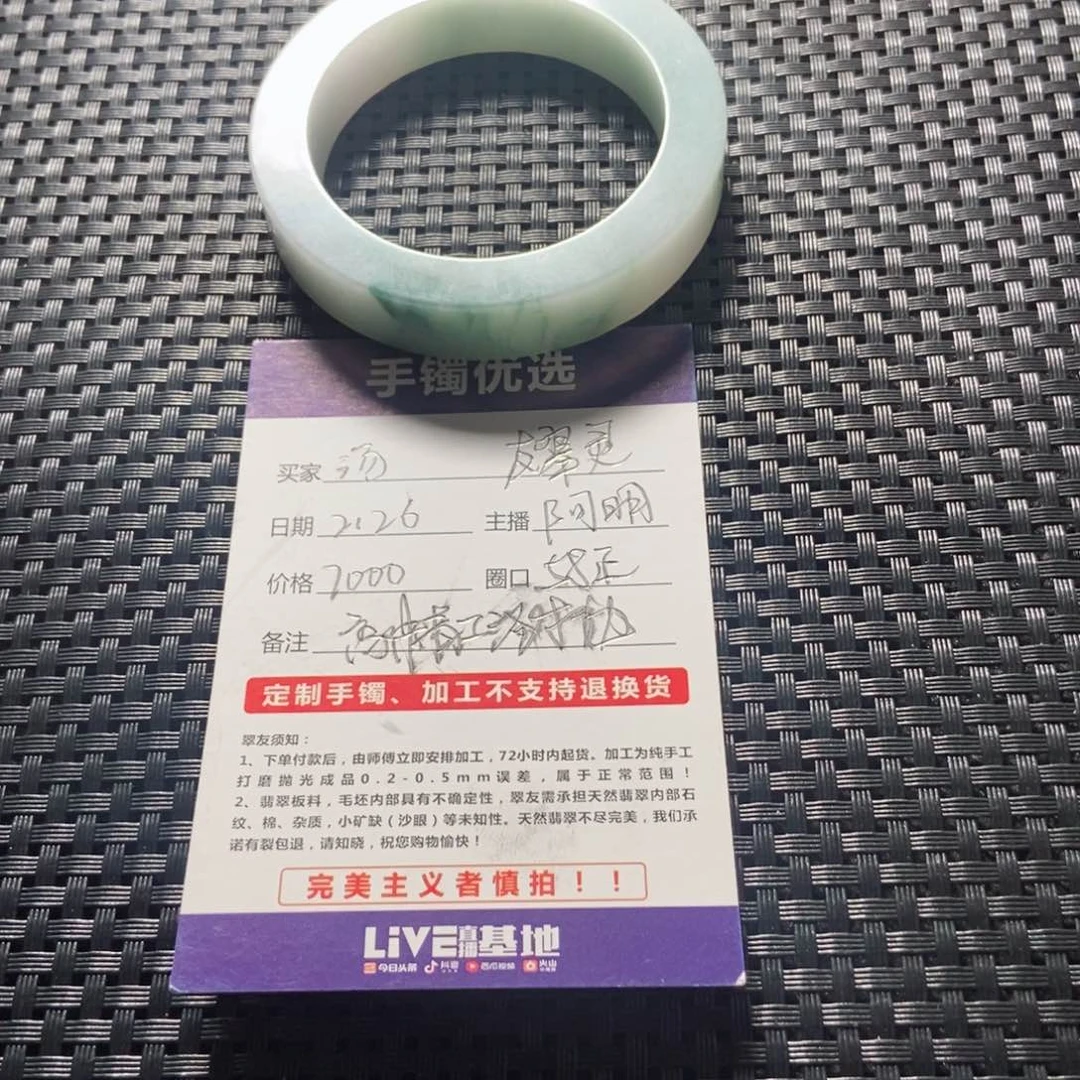 手镯优选
买家 汤
日期 2.26 主播 阿明
价格 7000 圈口 58正
备注
定制手镯、加工不支持退换货
翠友须知：
1、下单付款后，由师傅立即安排加工，72小时内起货。加工为纯手工
打磨抛光成品0.2-0.5mm误差，属于正常范围！
2、翡翠板料，毛坯内部具有不确定性，翠友需承担天然翡翠内部石
纹、棉、杂质，小矿缺（沙眼）等未知性。天然翡翠不尽完美，我们承
诺有裂包退，请知晓，祝您购物愉快！
完美主义者慎拍！！
LiVE直播基地
今日头条 抖音 西瓜视频 火山